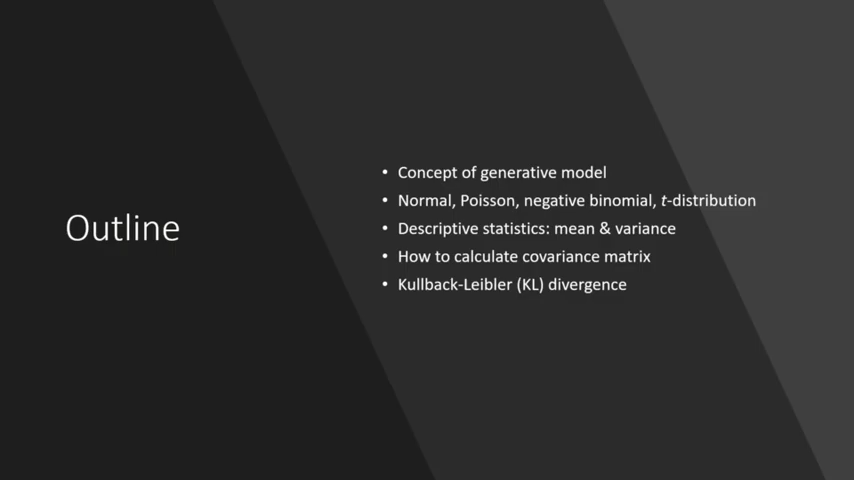 Outline
• Concept of generative model
• Normal, Poisson, negative binomial, t-distribution
• Descriptive statistics: mean & variance
• How to calculate covariance matrix
• Kullback-Leibler (KL) divergence